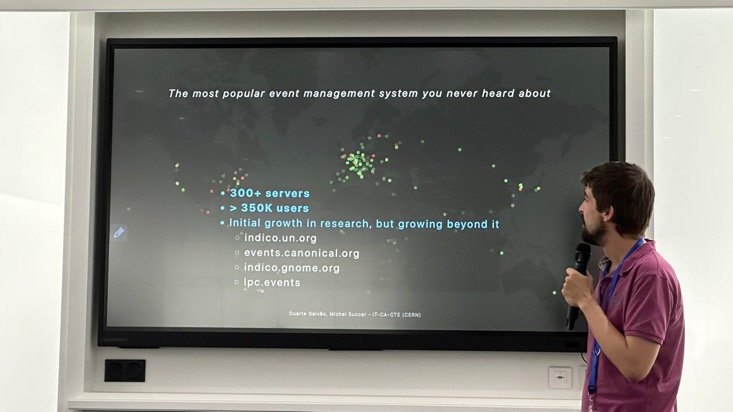 The most popular event management system you never heard about
• 300+ servers
• > 350K users
• Initial growth in research, but growing beyond it
○ indico.un.org
○ events.canonical.org
○ indico.gnome.org
○ lpc.events
Duarte Galvão, Michel Succar - IT-CA-CTE (CERN)